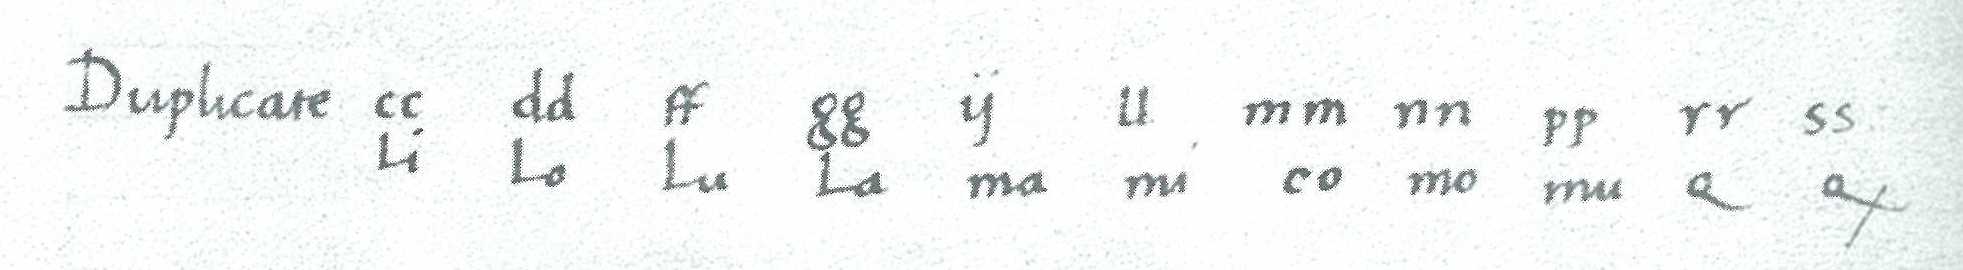 Duplicare cc dd ff gg ij ll mm nn pp rr ss
Li Lo Lu La ma mi co mo mu